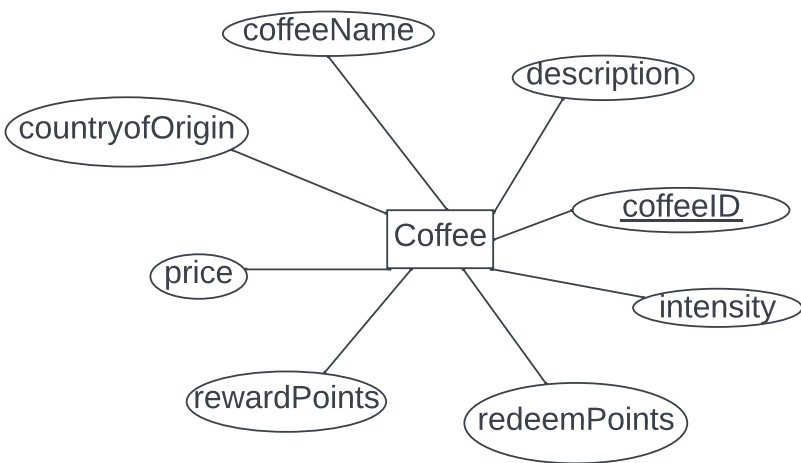 coffeeName
description
countryofOrigin
coffeeID
Coffee
price
intensity
rewardPoints
redeemPoints